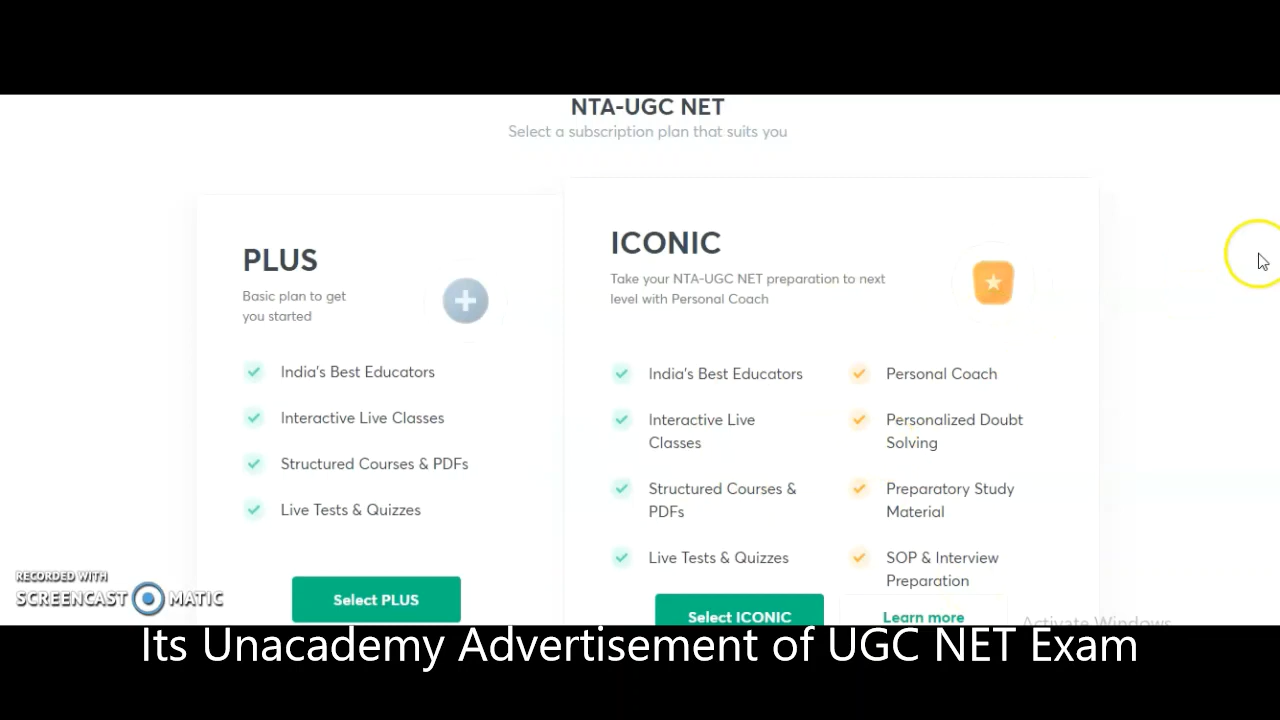 NTA-UGC NET
Select a subscription plan that suits you
PLUS
Basic plan to get
you started
India's Best Educators
Interactive Live Classes
Structured Courses & PDFs
Live Tests & Quizzes
Select PLUS
ICONIC
Take your NTA-UGC NET preparation to next
level with Personal Coach
India's Best Educators
Interactive Live
Classes
Structured Courses &
PDFs
Live Tests & Quizzes
Personal Coach
Personalized Doubt
Solving
Preparatory Study
Material
SOP & Interview
Preparation
Select ICONIC
Learn more
Activate Windows
RECORDED WITH
SCREENCAST MATIC
Its Unacademy Advertisement of UGC NET Exam